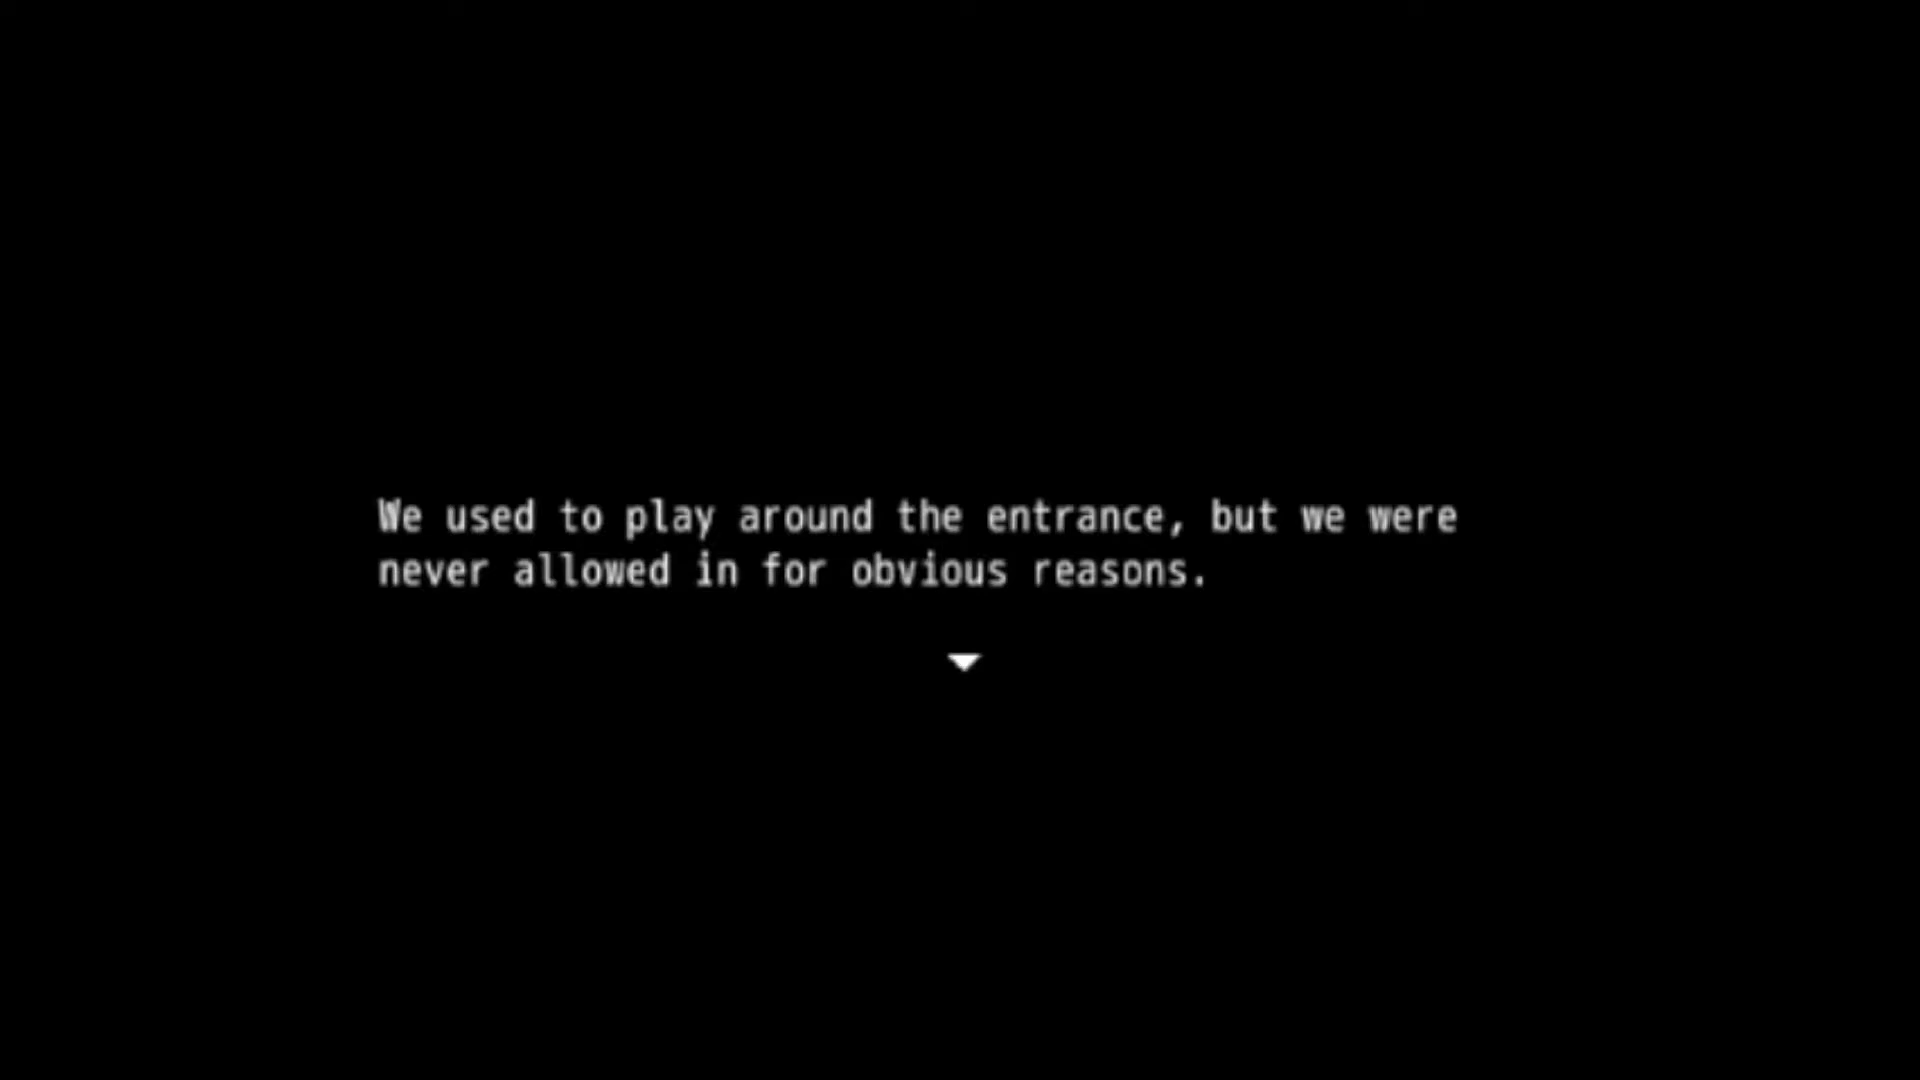 We used to play around the entrance, but we were
never allowed in for obvious reasons.